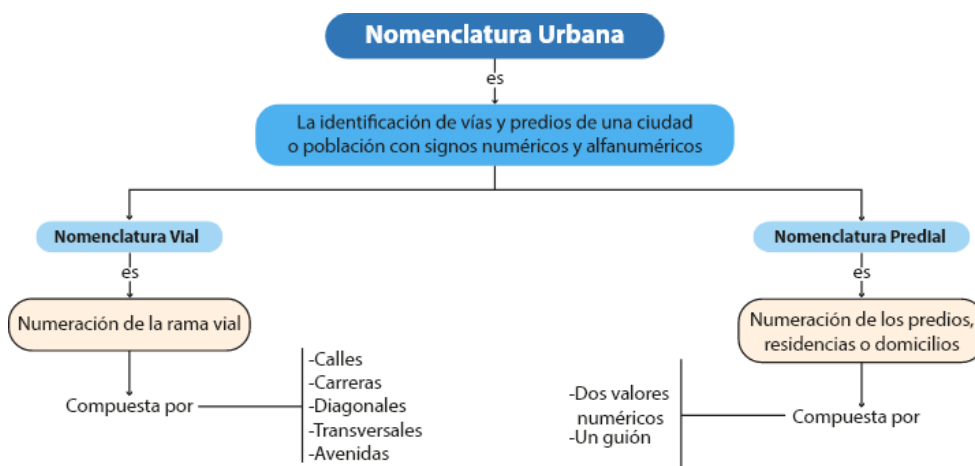 Nomenclatura Urbana
es
La identificación de vías y predios de una ciudad
o población con signos numéricos y alfanuméricos
Nomenclatura Vial
es
Numeración de la rama vial
Compuesta por
-Calles
-Carreras
-Diagonales
-Transversales
-Avenidas
Nomenclatura Predial
es
Numeración de los predios,
residencias o domicilios
Compuesta por
-Dos valores
numéricos
-Un guión